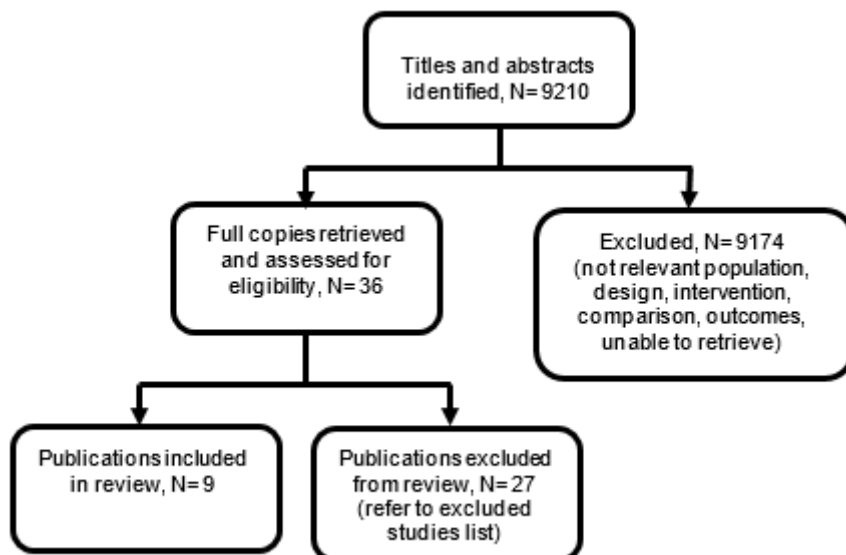 Titles and abstracts
identified, N= 9210
Full copies retrieved
and assessed for
eligibility, N= 36
Excluded, N= 9174
(not relevant population,
design, intervention,
comparison, outcomes,
unable to retrieve)
Publications included
in review, N= 9
Publications excluded
from review, N= 27
(refer to excluded
studies list)